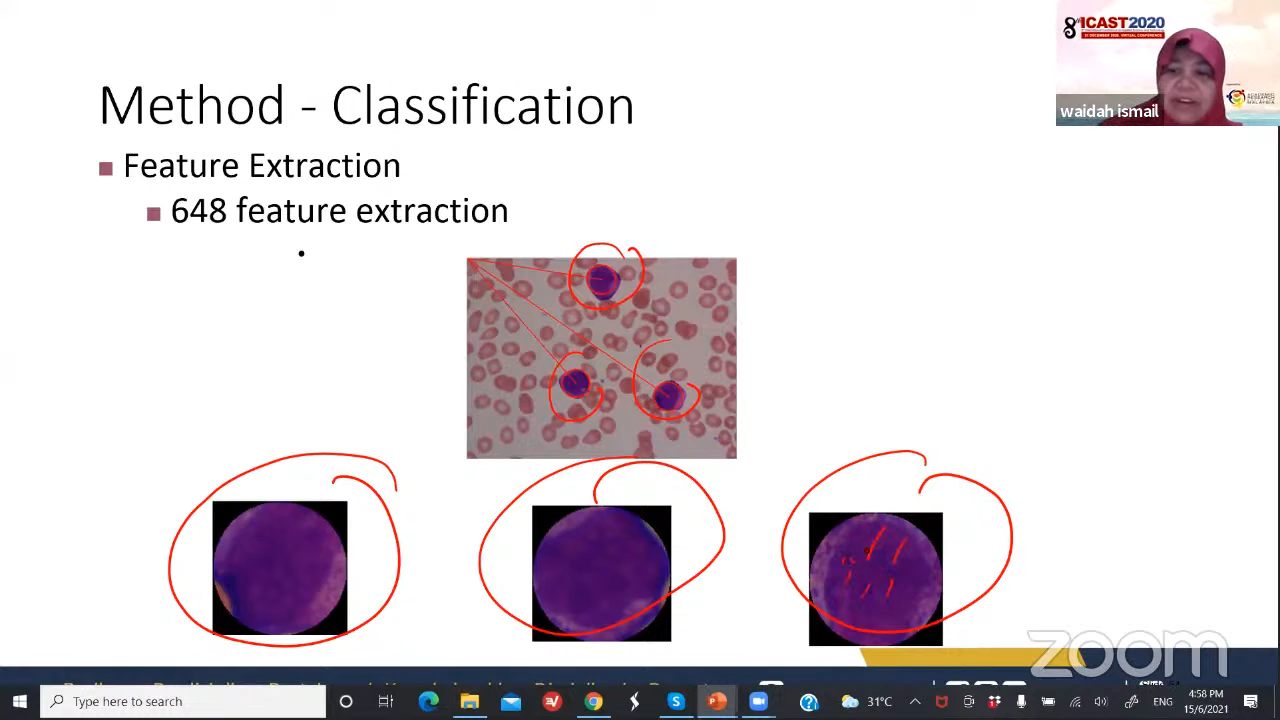 8th ICAST2020
waidah ismail
Method - Classification
Feature Extraction
648 feature extraction
zoom
Type here to search
31°C
4:58 PM
15/6/2021